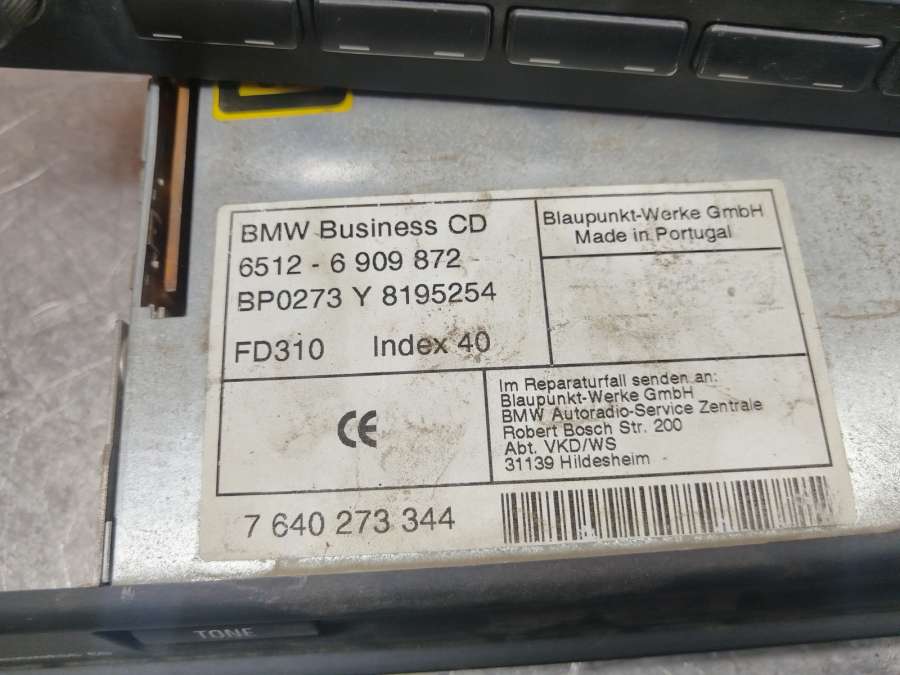 BMW Business CD
6512 - 6 909 872
BP0273 Y 8195254
FD310 Index 40
Blaupunkt-Werke GmbH
Made in Portugal
CE
Im Reparaturfall senden an:
Blaupunkt-Werke GmbH
BMW Autoradio-Service Zentrale
Robert Bosch Str. 200
Abt. VKD/WS
31139 Hildesheim
7 640 273 344
TONE